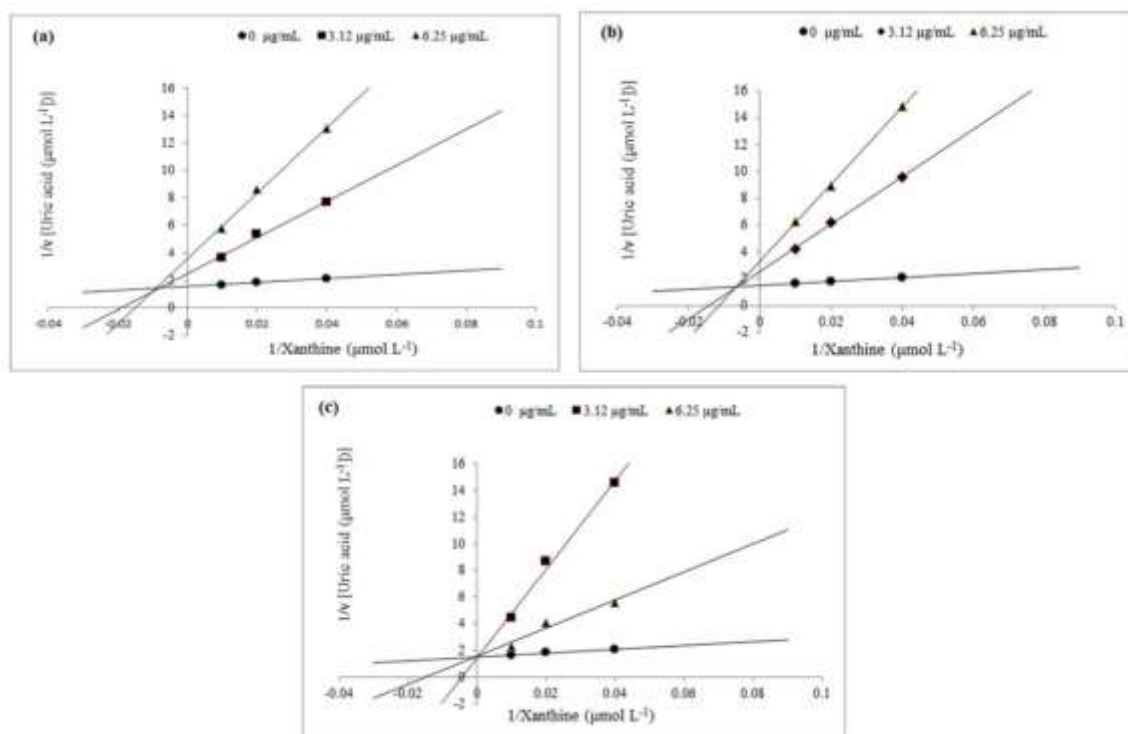 (a)
0 µg/mL 3.12 µg/mL 6.25 µg/mL
1/v [Uric acid (µmol L-1])]
16
14
12
10
8
6
4
2
0
-2
-0.04 -0.02 0 0.02 0.04 0.06 0.08 0.1
1/Xanthine (µmol L-1)
(b)
0 µg/mL 3.12 µg/mL 6.25 µg/mL
1/v [Uric acid (µmol L-1])]
16
14
12
10
8
6
4
2
0
-2
-0.04 -0.02 0 0.02 0.04 0.06 0.08 0.1
1/Xanthine (µmol L-1)
(c)
0 µg/mL 3.12 µg/mL 6.25 µg/mL
1/v [Uric acid (µmol L-1])]
16
14
12
10
8
6
4
2
0
-2
-0.04 -0.02 0 0.02 0.04 0.06 0.08 0.1
1/Xanthine (µmol L-1)